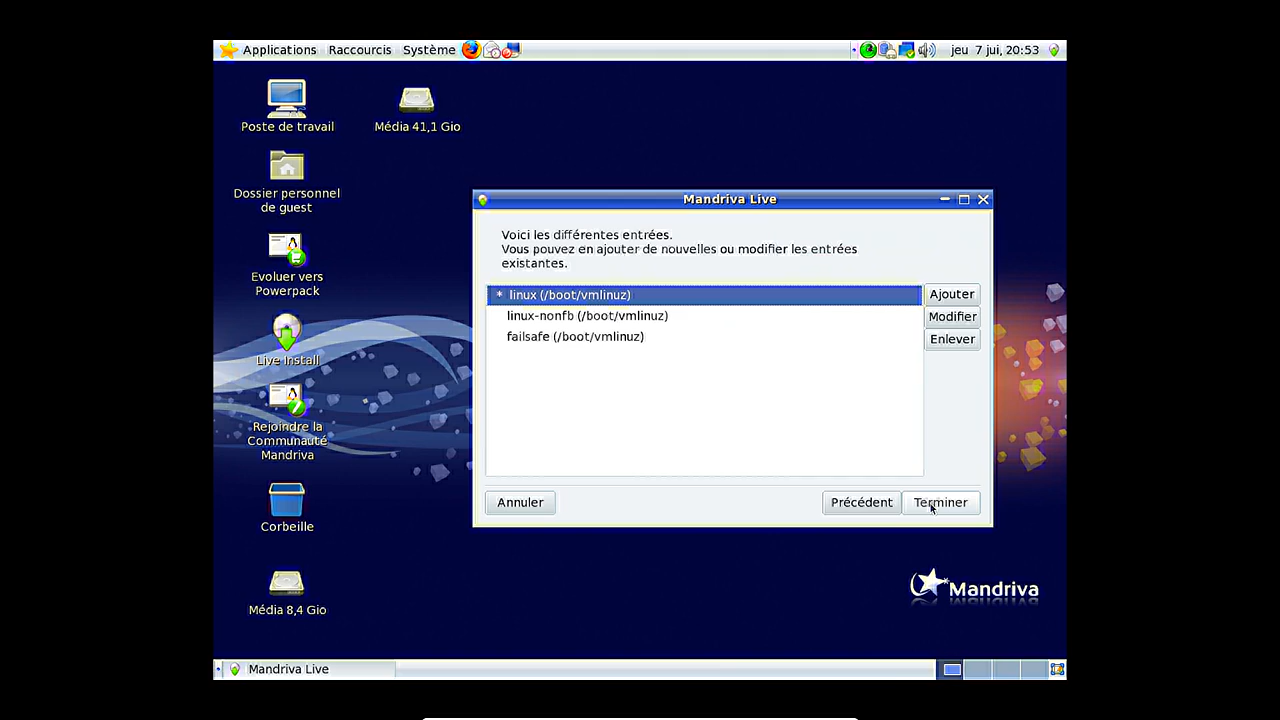 Applications Raccourcis Système
jeu 7 jui, 20:53
Poste de travail
Média 41,1 Gio
Dossier personnel
de guest
Evoluer vers
Powerpack
Live Install
Rejoindre la
Communauté
Mandriva
Corbeille
Média 8,4 Gio
Mandriva Live
Voici les différentes entrées.
Vous pouvez en ajouter de nouvelles ou modifier les entrées
existantes.
* linux (/boot/vmlinuz)
linux-nonfb (/boot/vmlinuz)
failsafe (/boot/vmlinuz)
Ajouter
Modifier
Enlever
Annuler
Précédent
Terminer
Mandriva
Mandriva Live